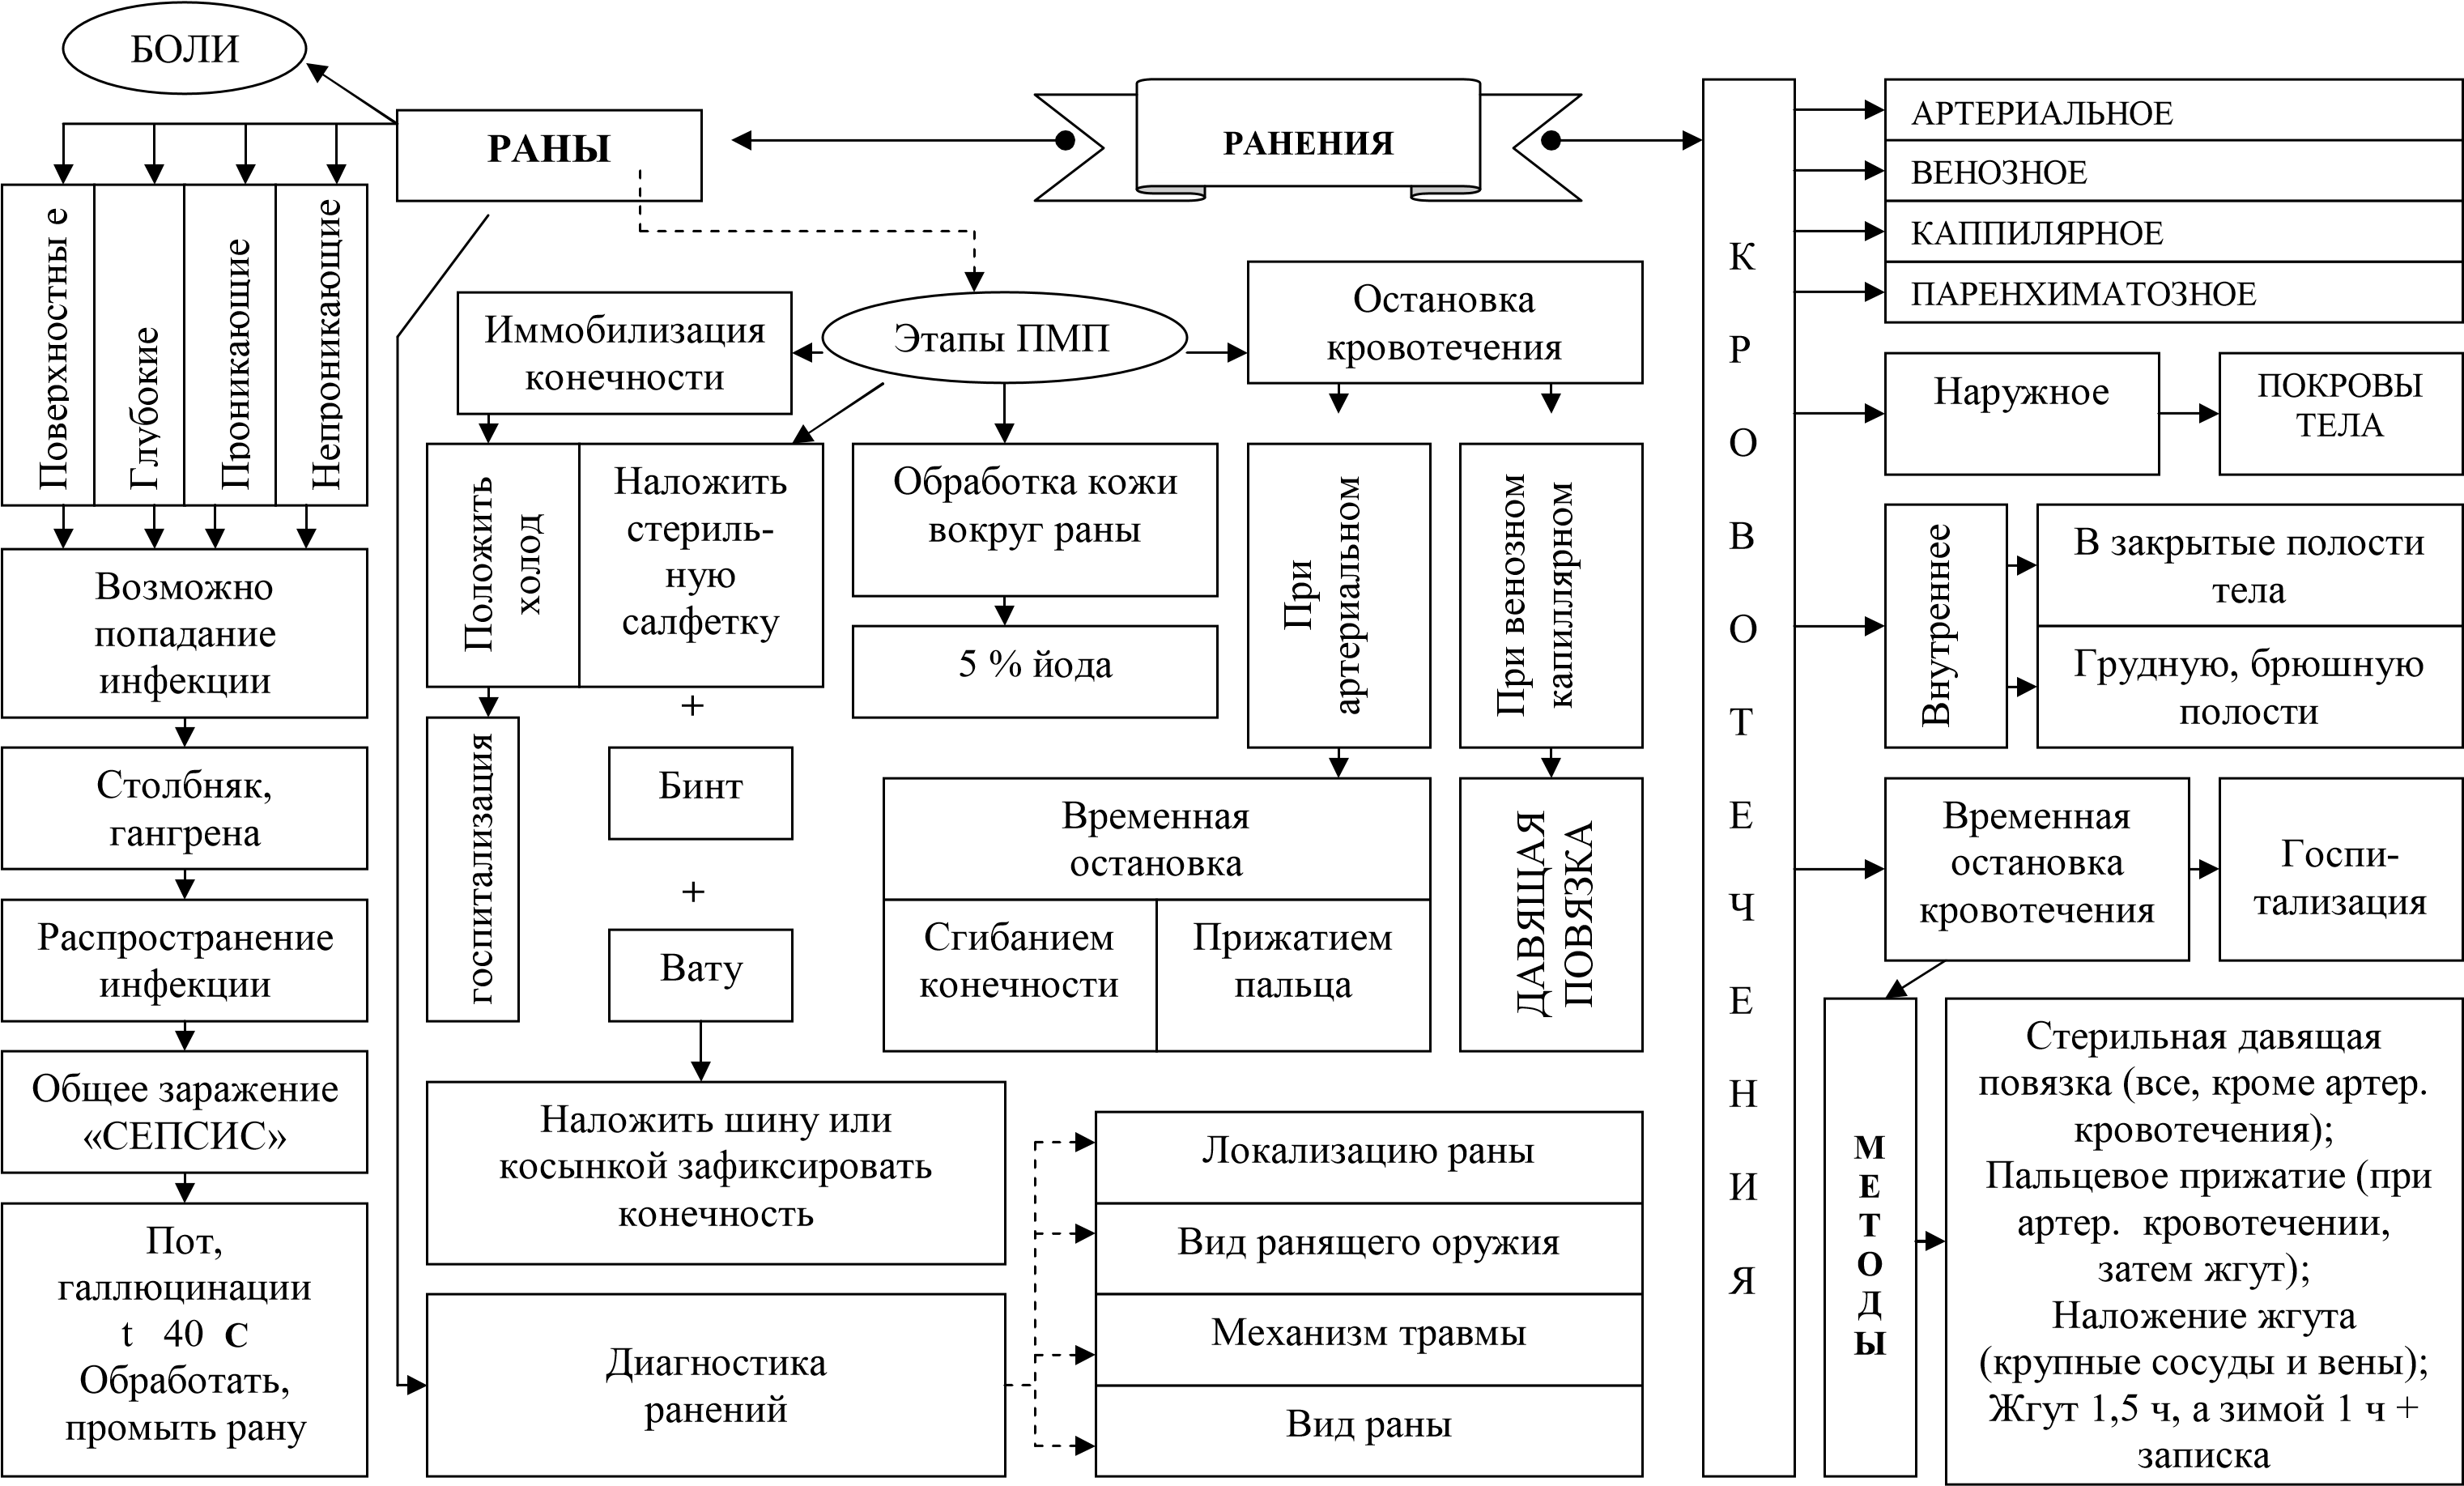 БОЛИ
РАНЫ
РАНЕНИЯ
Поверхностны е
Глубокие
Проникающие
Непроникающие
Возможно
попадание
инфекции
Столбняк,
гангрена
Распространение
инфекции
Общее заражение
«СЕПСИС»
Пот,
галлюцинации
t 40 С
Обработать,
промыть рану
Этапы ПМП
Иммобилизация
конечности
Положить
холод
госпитализация
Наложить
стериль-
ную
салфетку
+
Бинт
+
Вату
Наложить шину или
косынкой зафиксировать
конечность
Обработка кожи
вокруг раны
5 % йода
Остановка
кровотечения
При
артериальном
При венозном
капиллярном
Временная
остановка
Сгибанием
конечности
Прижатием
пальца
ДАВЯЩАЯ
ПОВЯЗКА
Диагностика
ранений
Локализацию раны
Вид ранящего оружия
Механизм травмы
Вид раны
К
Р
О
В
О
Т
Е
Ч
Е
Н
И
Я
АРТЕРИАЛЬНОЕ
ВЕНОЗНОЕ
КАППИЛЯРНОЕ
ПАРЕНХИМАТОЗНОЕ
Наружное
ПОКРОВЫ
ТЕЛА
Внутреннее
В закрытые полости
тела
Грудную, брюшную
полости
Временная
остановка
кровотечения
Госпи-
тализация
М
Е
Т
О
Д
Ы
Стерильная давящая
повязка (все, кроме артер.
кровотечения);
Пальцевое прижатие (при
артер. кровотечении,
затем жгут);
Наложение жгута
(крупные сосуды и вены);
Жгут 1,5 ч, а зимой 1 ч +
записка